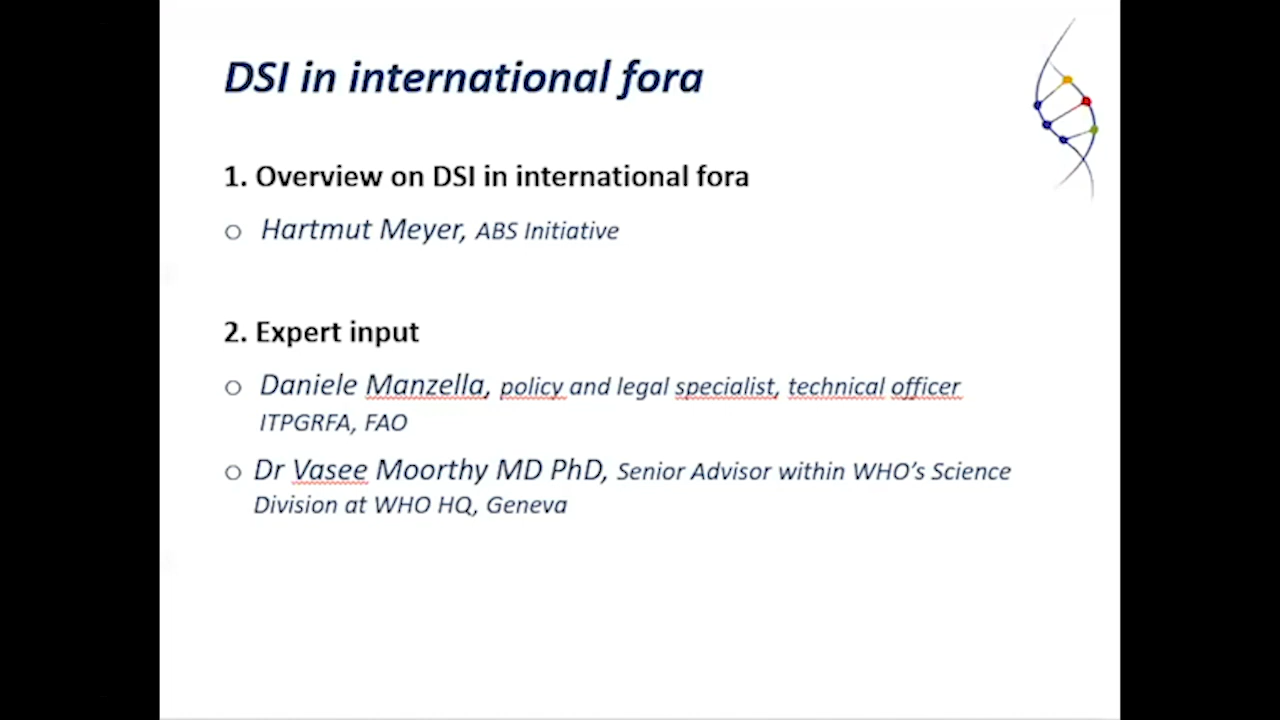 DSI in international fora
1. Overview on DSI in international fora
o Hartmut Meyer, ABS Initiative
2. Expert input
o Daniele Manzella, policy and legal specialist, technical officer
ITPGRFA, FAO
o Dr Vasee Moorthy MD PhD, Senior Advisor within WHO’s Science
Division at WHO HQ, Geneva